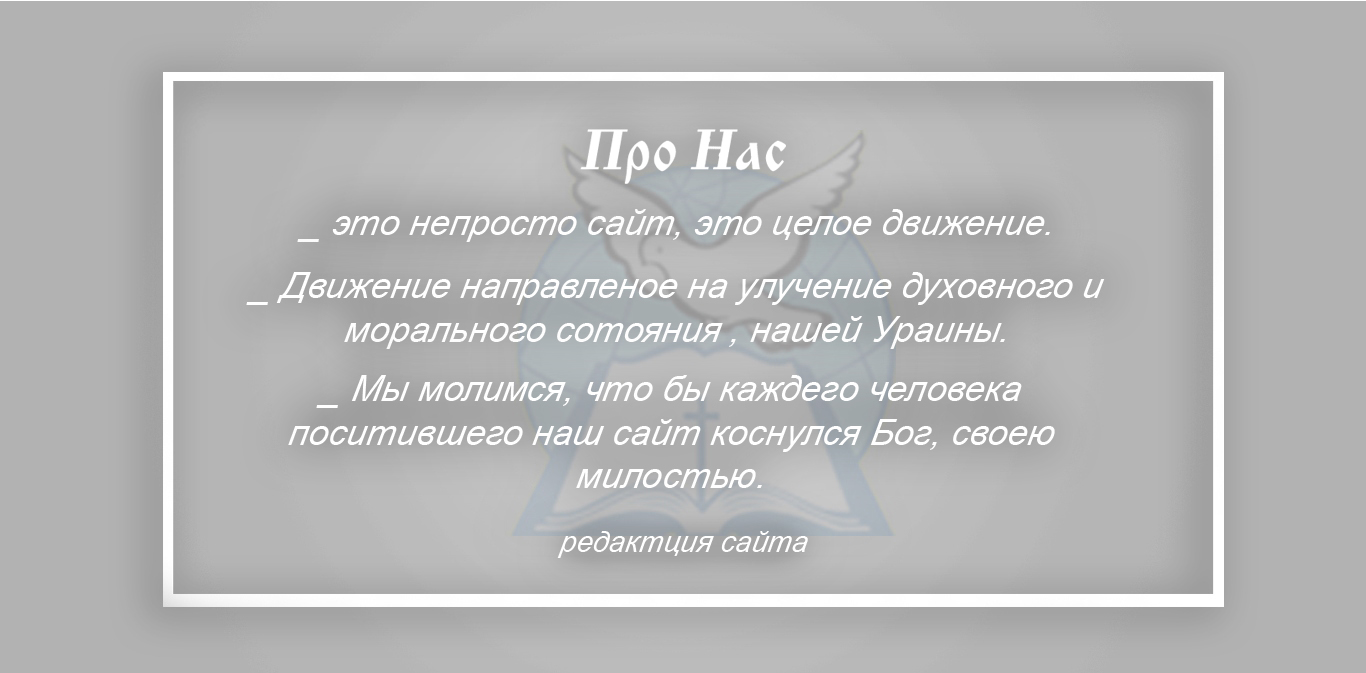 Про Нас
_ это непросто сайт, это целое движение.
_ Движение направленое на улучение духовного и
морального сотояния , нашей Ураины.
_ Мы молимся, что бы каждего человека
поситившего наш сайт коснулся Бог, своею
милостью.
редактция сайта